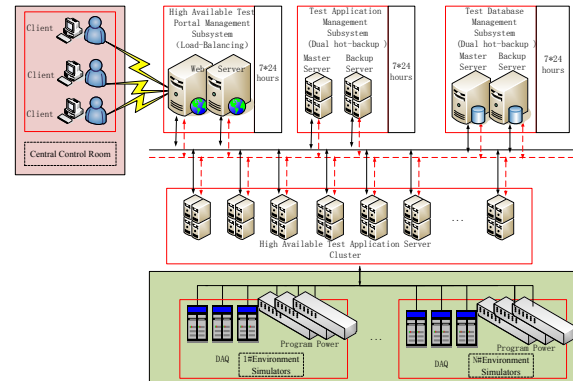 Client
Client
Client
Central Control Room
High Available Test
Portal Management
Subsystem
(Load-Balancing)
Web Server
7*24
hours
Test Application
Management
Subsystem
(Dual hot-backup )
Master Backup
Server Server
7*24
hours
Test Database
Management
Subsystem
(Dual hot-backup )
Master Backup
Server Server
7*24
hours
...
High Available Test Application Server
Cluster
DAQ
Program Power
1#Environment
Simulators
...
DAQ
Program Power
N#Environment
Simulators